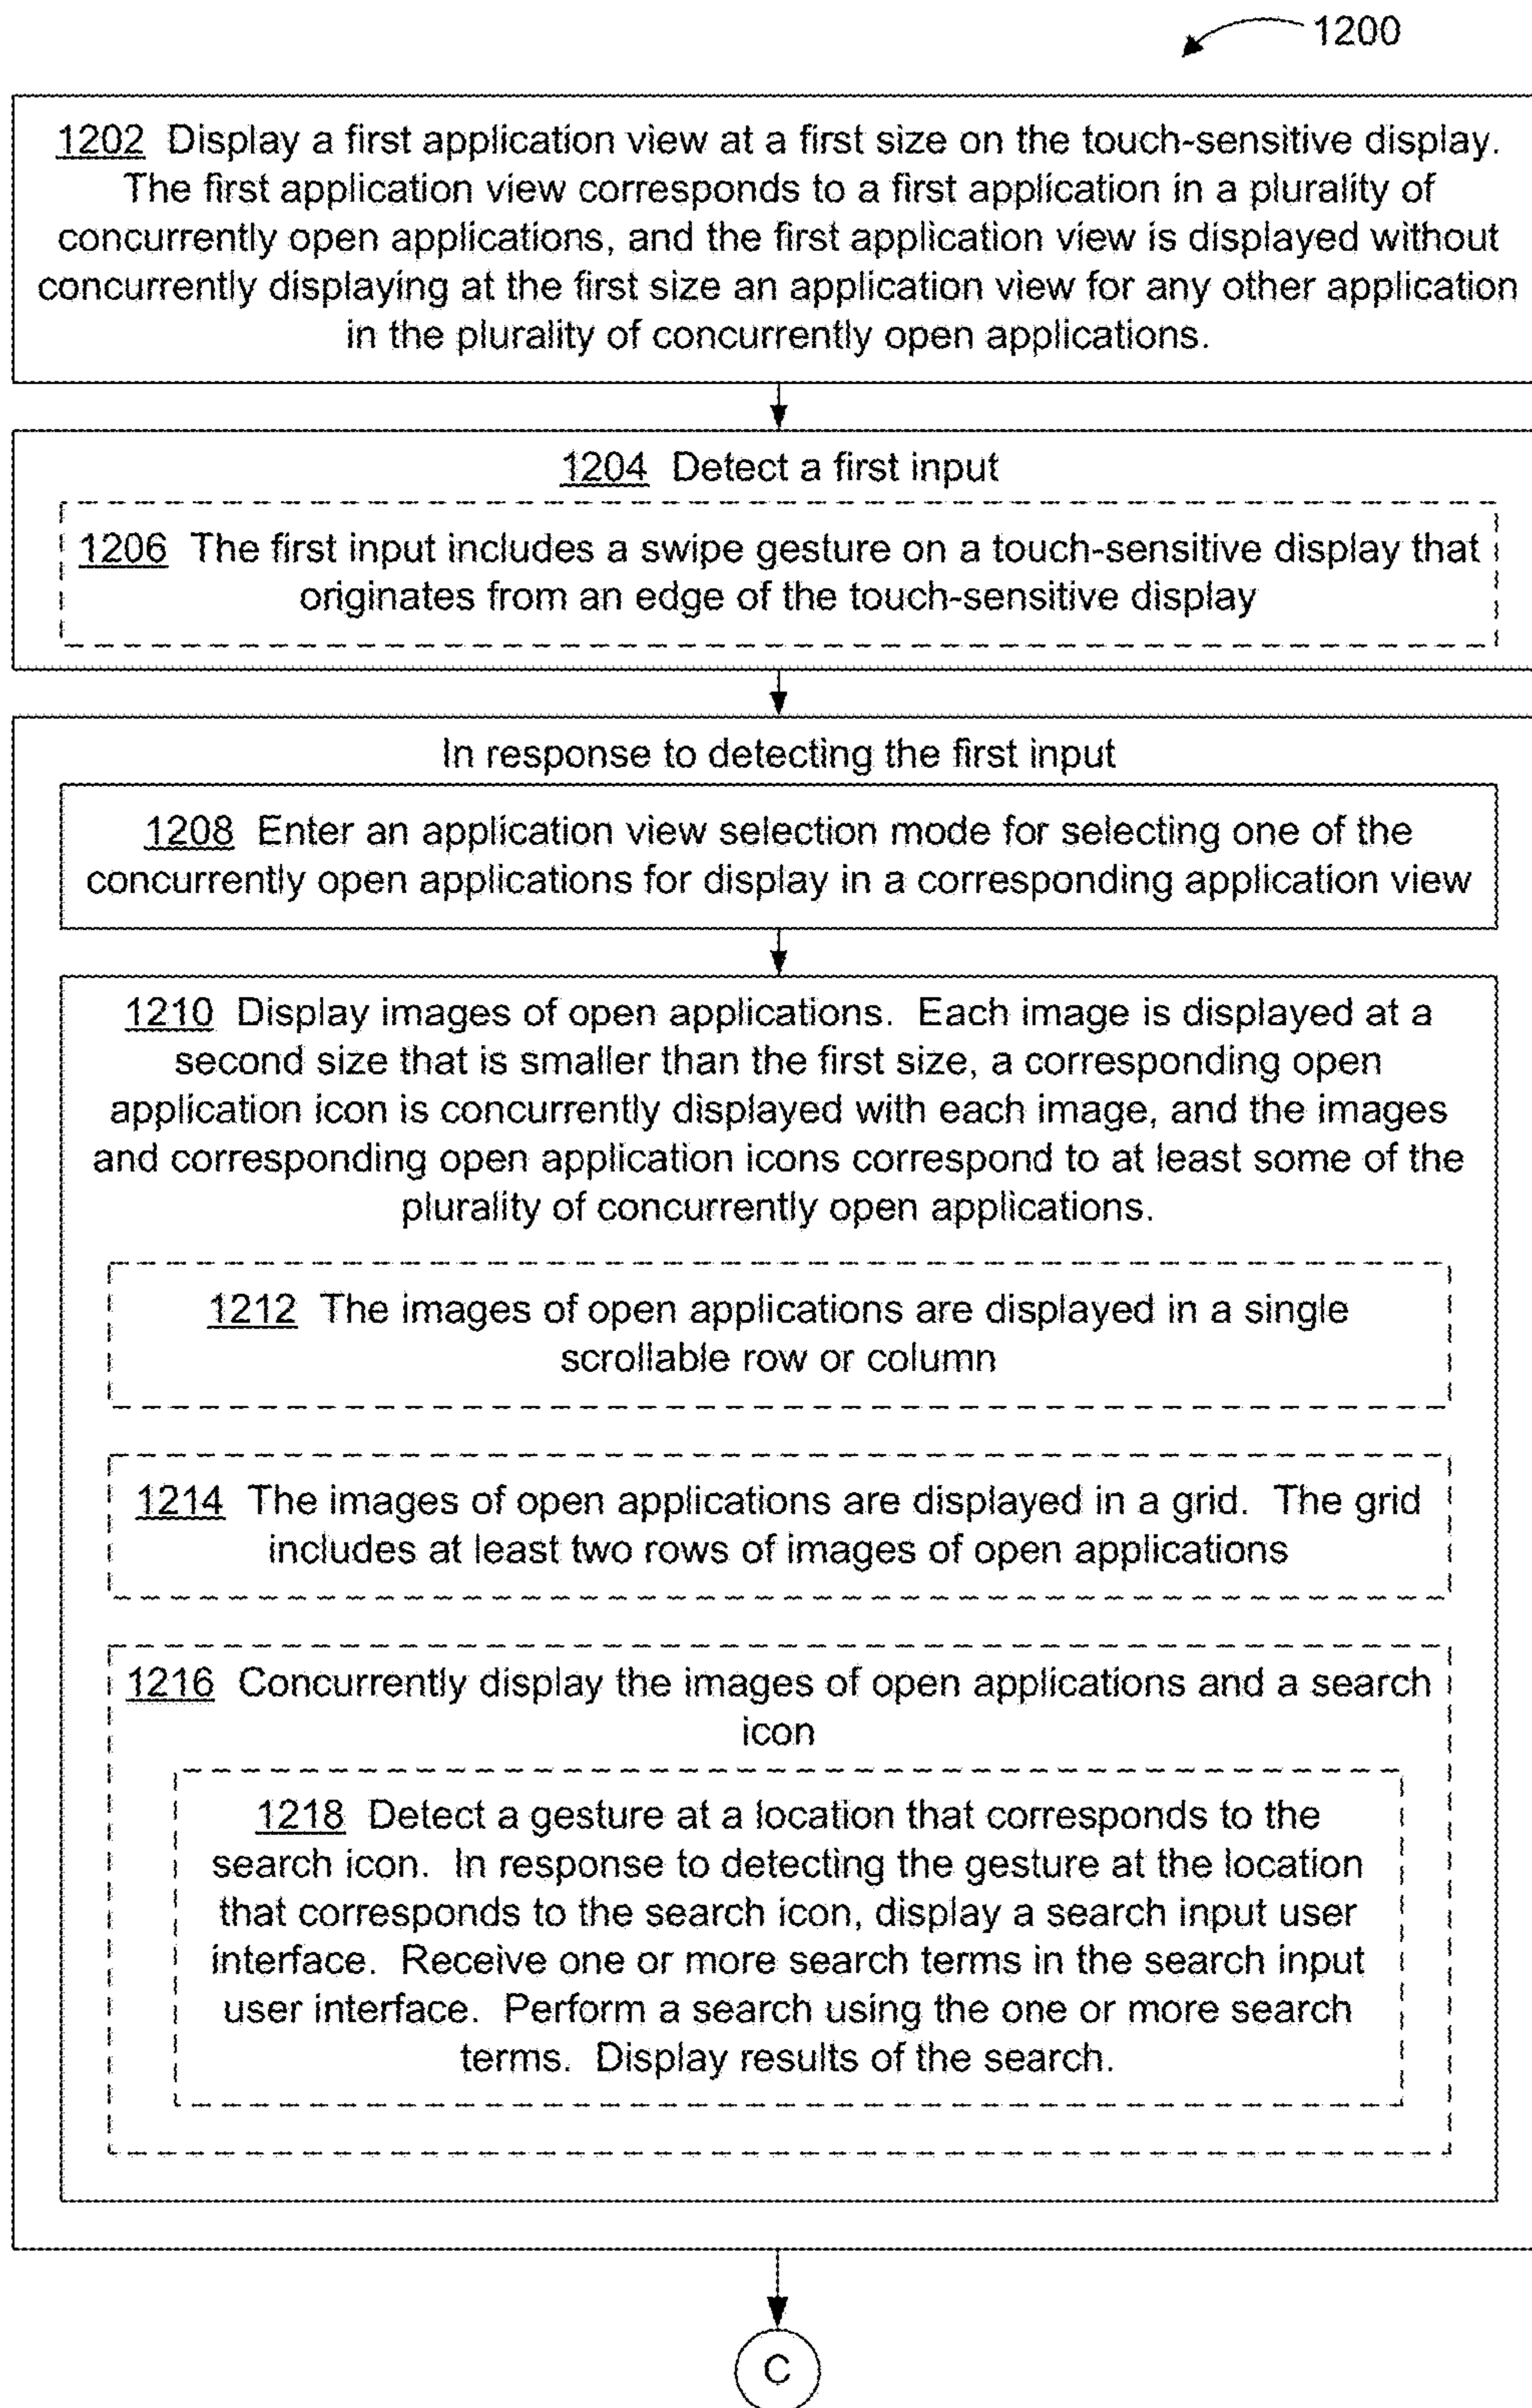 1200
1202 Display a first application view at a first size on the touch-sensitive display.
The first application view corresponds to a first application in a plurality of
concurrently open applications, and the first application view is displayed without
concurrently displaying at the first size an application view for any other application
in the plurality of concurrently open applications.
1204 Detect a first input
1206 The first input includes a swipe gesture on a touch-sensitive display that
originates from an edge of the touch-sensitive display
In response to detecting the first input
1208 Enter an application view selection mode for selecting one of the
concurrently open applications for display in a corresponding application view
1210 Display images of open applications. Each image is displayed at a
second size that is smaller than the first size, a corresponding open
application icon is concurrently displayed with each image, and the images
and corresponding open application icons correspond to at least some of the
plurality of concurrently open applications.
1212 The images of open applications are displayed in a single
scrollable row or column
1214 The images of open applications are displayed in a grid. The grid
includes at least two rows of images of open applications
1216 Concurrently display the images of open applications and a search
icon
1218 Detect a gesture at a location that corresponds to the
search icon. In response to detecting the gesture at the location
that corresponds to the search icon, display a search input user
interface. Receive one or more search terms in the search input
user interface. Perform a search using the one or more search
terms. Display results of the search.
C